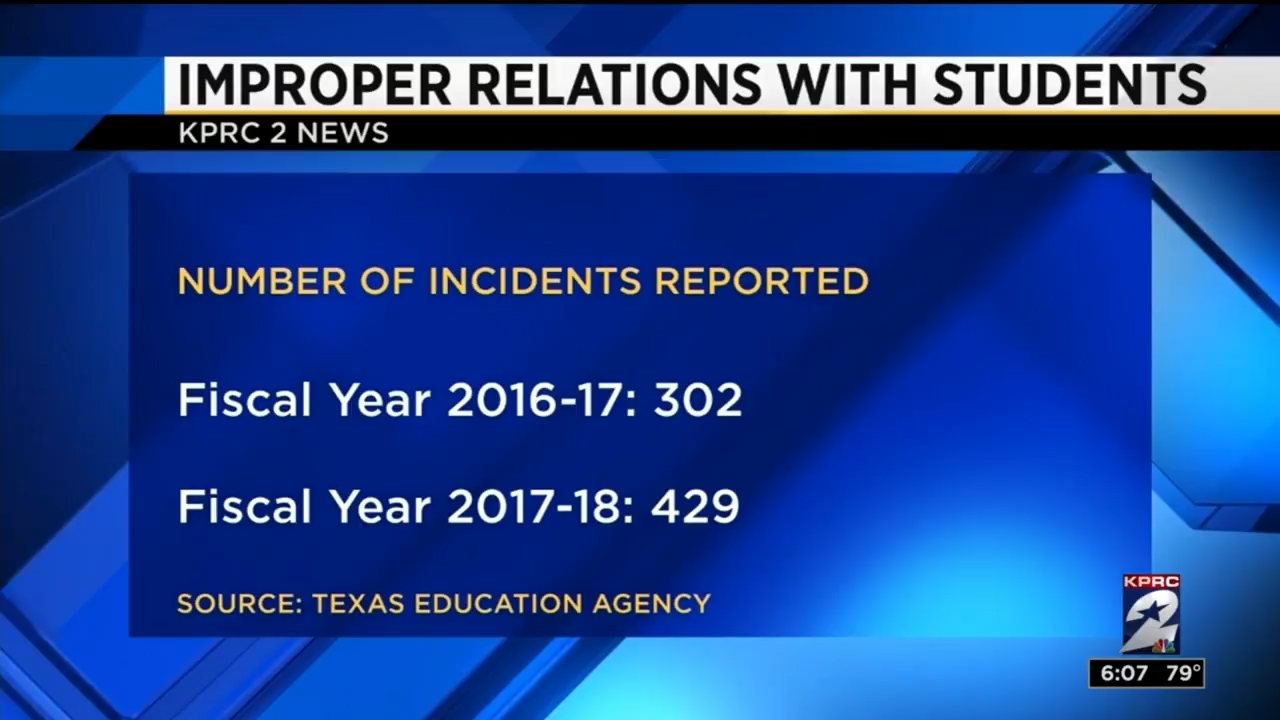 IMPROPER RELATIONS WITH STUDENTS
KPRC 2 NEWS
NUMBER OF INCIDENTS REPORTED
Fiscal Year 2016-17: 302
Fiscal Year 2017-18: 429
SOURCE: TEXAS EDUCATION AGENCY
KPRC
2
6:07 79°